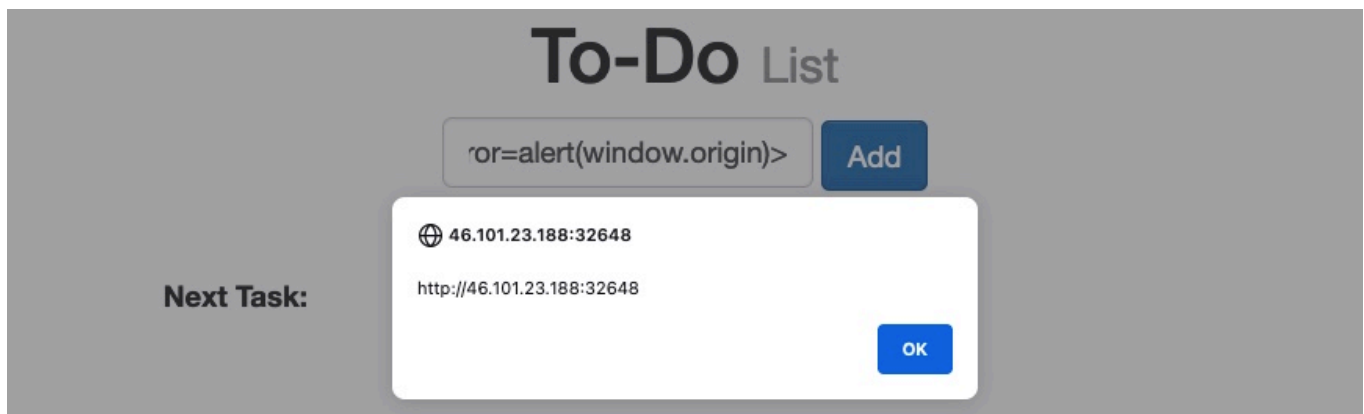 To-Do List
ror=alert(window.origin)> Add
46.101.23.188:32648
http://46.101.23.188:32648
Next Task:
OK